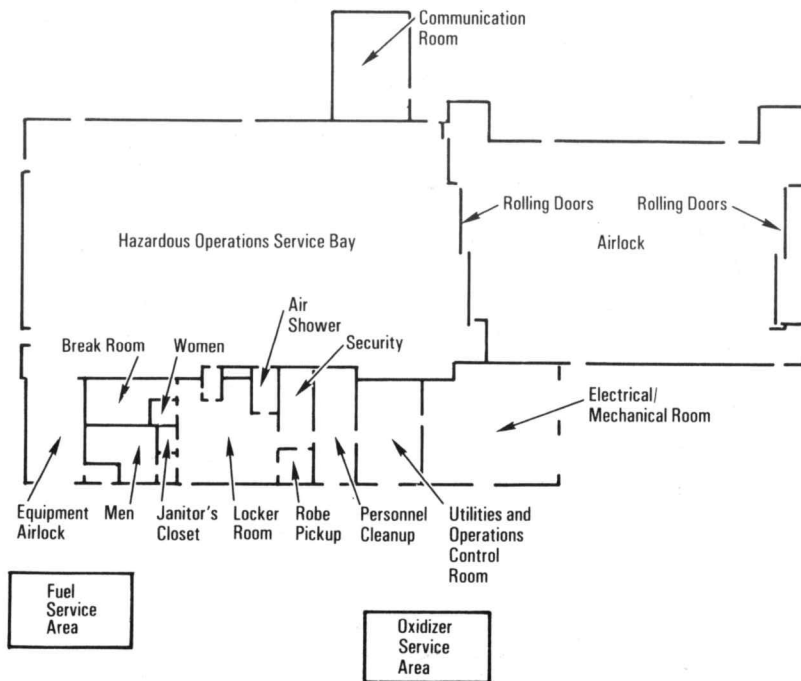 Communication
Room
Rolling Doors
Rolling Doors
Hazardous Operations Service Bay
Airlock
Air
Shower
Break Room
Women
Security
Electrical/
Mechanical Room
Equipment
Airlock
Men
Janitor's
Closet
Locker
Room
Robe
Pickup
Personnel
Cleanup
Utilities and
Operations
Control
Room
Fuel
Service
Area
Oxidizer
Service
Area